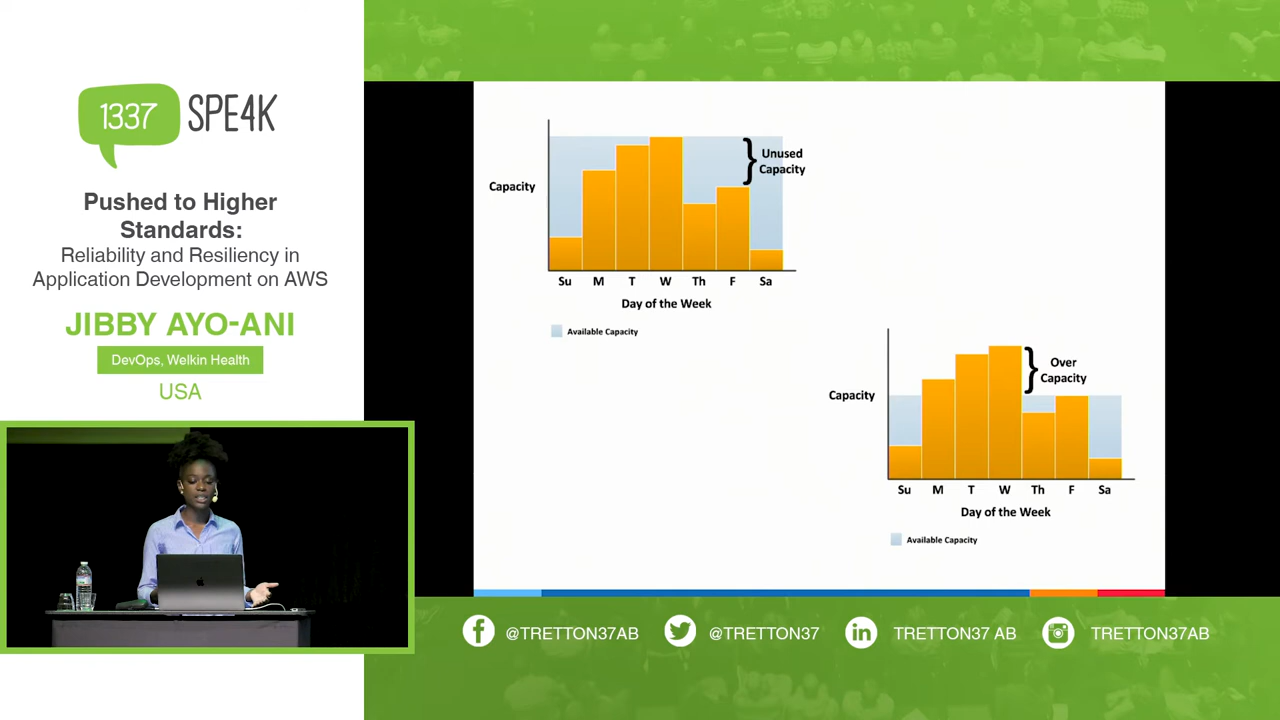 1337
SPE4K
Pushed to Higher
Standards:
Reliability and Resiliency in
Application Development on AWS
JIBBY AYO-ANI
DevOps, Welkin Health
USA
Capacity
Unused
Capacity
Su M T W Th F Sa
Day of the Week
Available Capacity
Capacity
Over
Capacity
Su M T W Th F Sa
Day of the Week
Available Capacity
@TRETTON37AB @TRETTON37 TRETTON37 AB TRETTON37AB